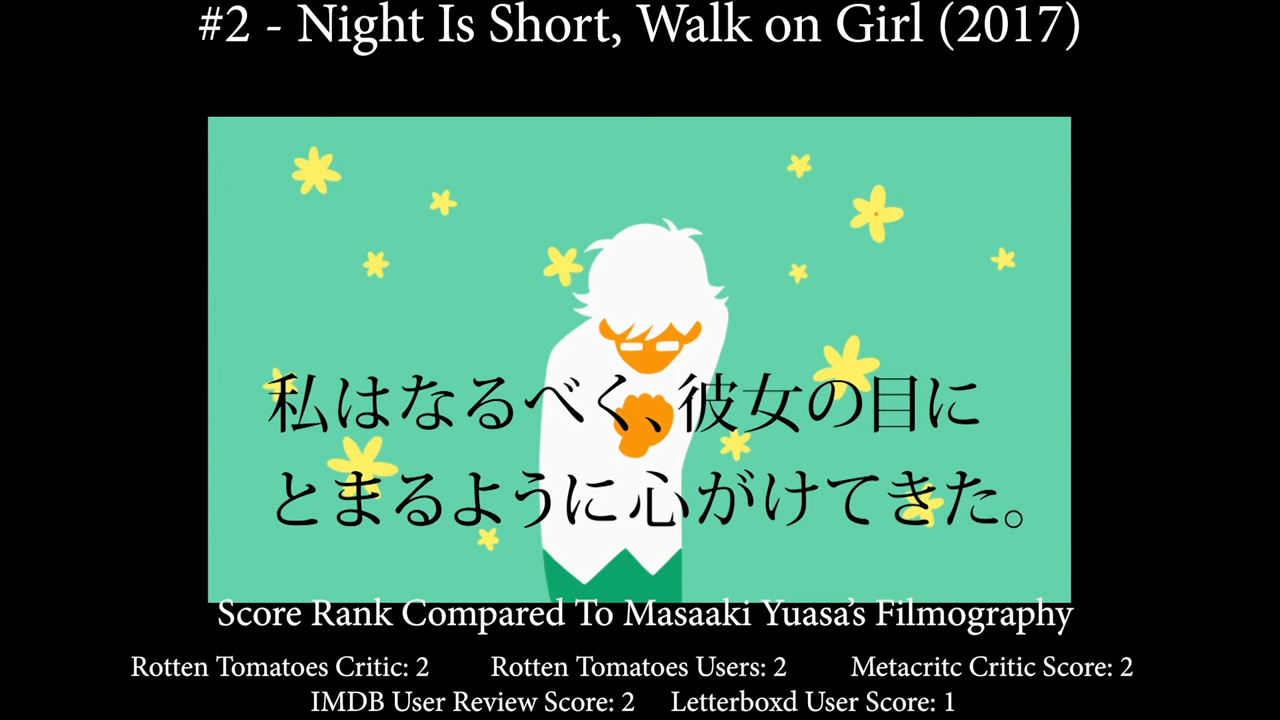 #2 - Night Is Short, Walk on Girl (2017)
私はなるべく、彼女の目に
とまるように心がけてきた。
Score Rank Compared To Masaaki Yuasa’s Filmography
Rotten Tomatoes Critic: 2 Rotten Tomatoes Users: 2 Metacritc Critic Score: 2
IMDB User Review Score: 2 Letterboxd User Score: 1